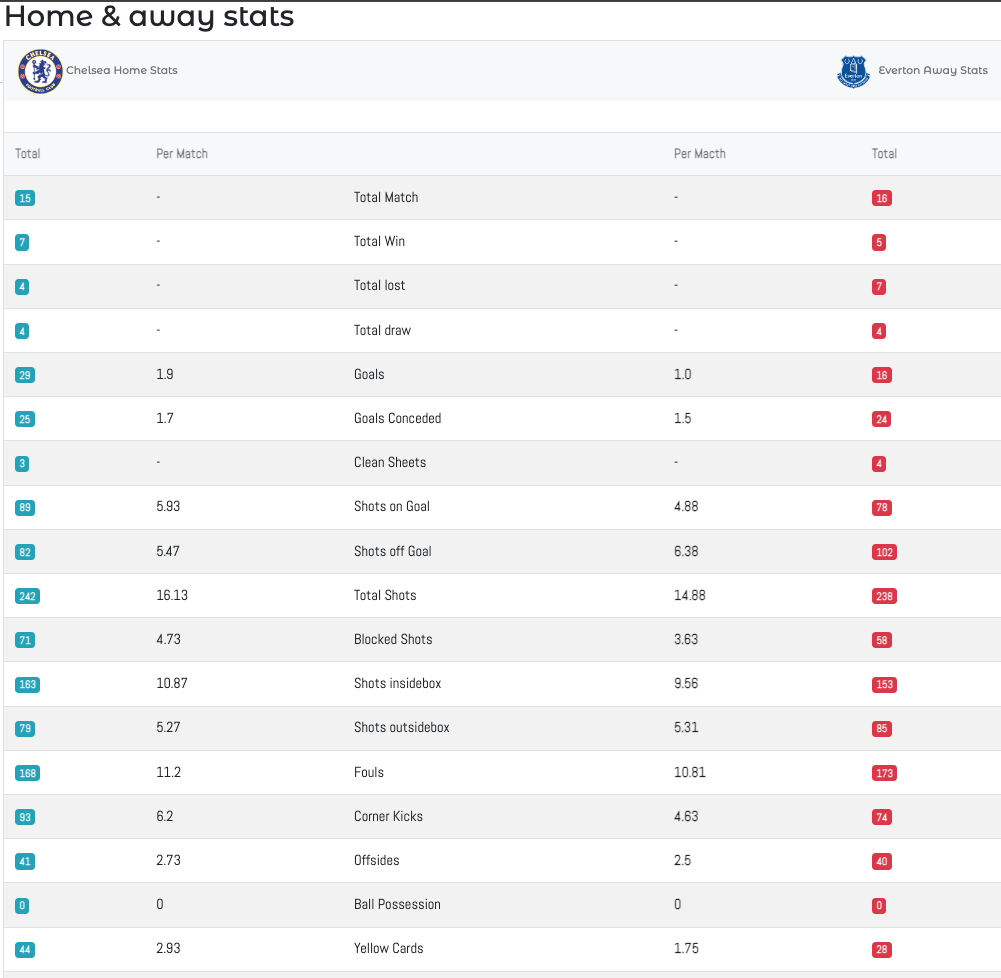 Home & away stats
CHELSEA FOOTBALL CLUB Chelsea Home Stats Everton Everton Away Stats
Total Per Match Per Macth Total
15 - Total Match - 16
7 - Total Win - 5
4 - Total lost - 7
4 - Total draw - 4
29 1.9 Goals 1.0 16
25 1.7 Goals Conceded 1.5 24
3 - Clean Sheets - 4
89 5.93 Shots on Goal 4.88 78
82 5.47 Shots off Goal 6.38 102
242 16.13 Total Shots 14.88 238
71 4.73 Blocked Shots 3.63 58
163 10.87 Shots insidebox 9.56 153
79 5.27 Shots outsidebox 5.31 85
168 11.2 Fouls 10.81 173
93 6.2 Corner Kicks 4.63 74
41 2.73 Offsides 2.5 40
0 0 Ball Possession 0 0
44 2.93 Yellow Cards 1.75 28